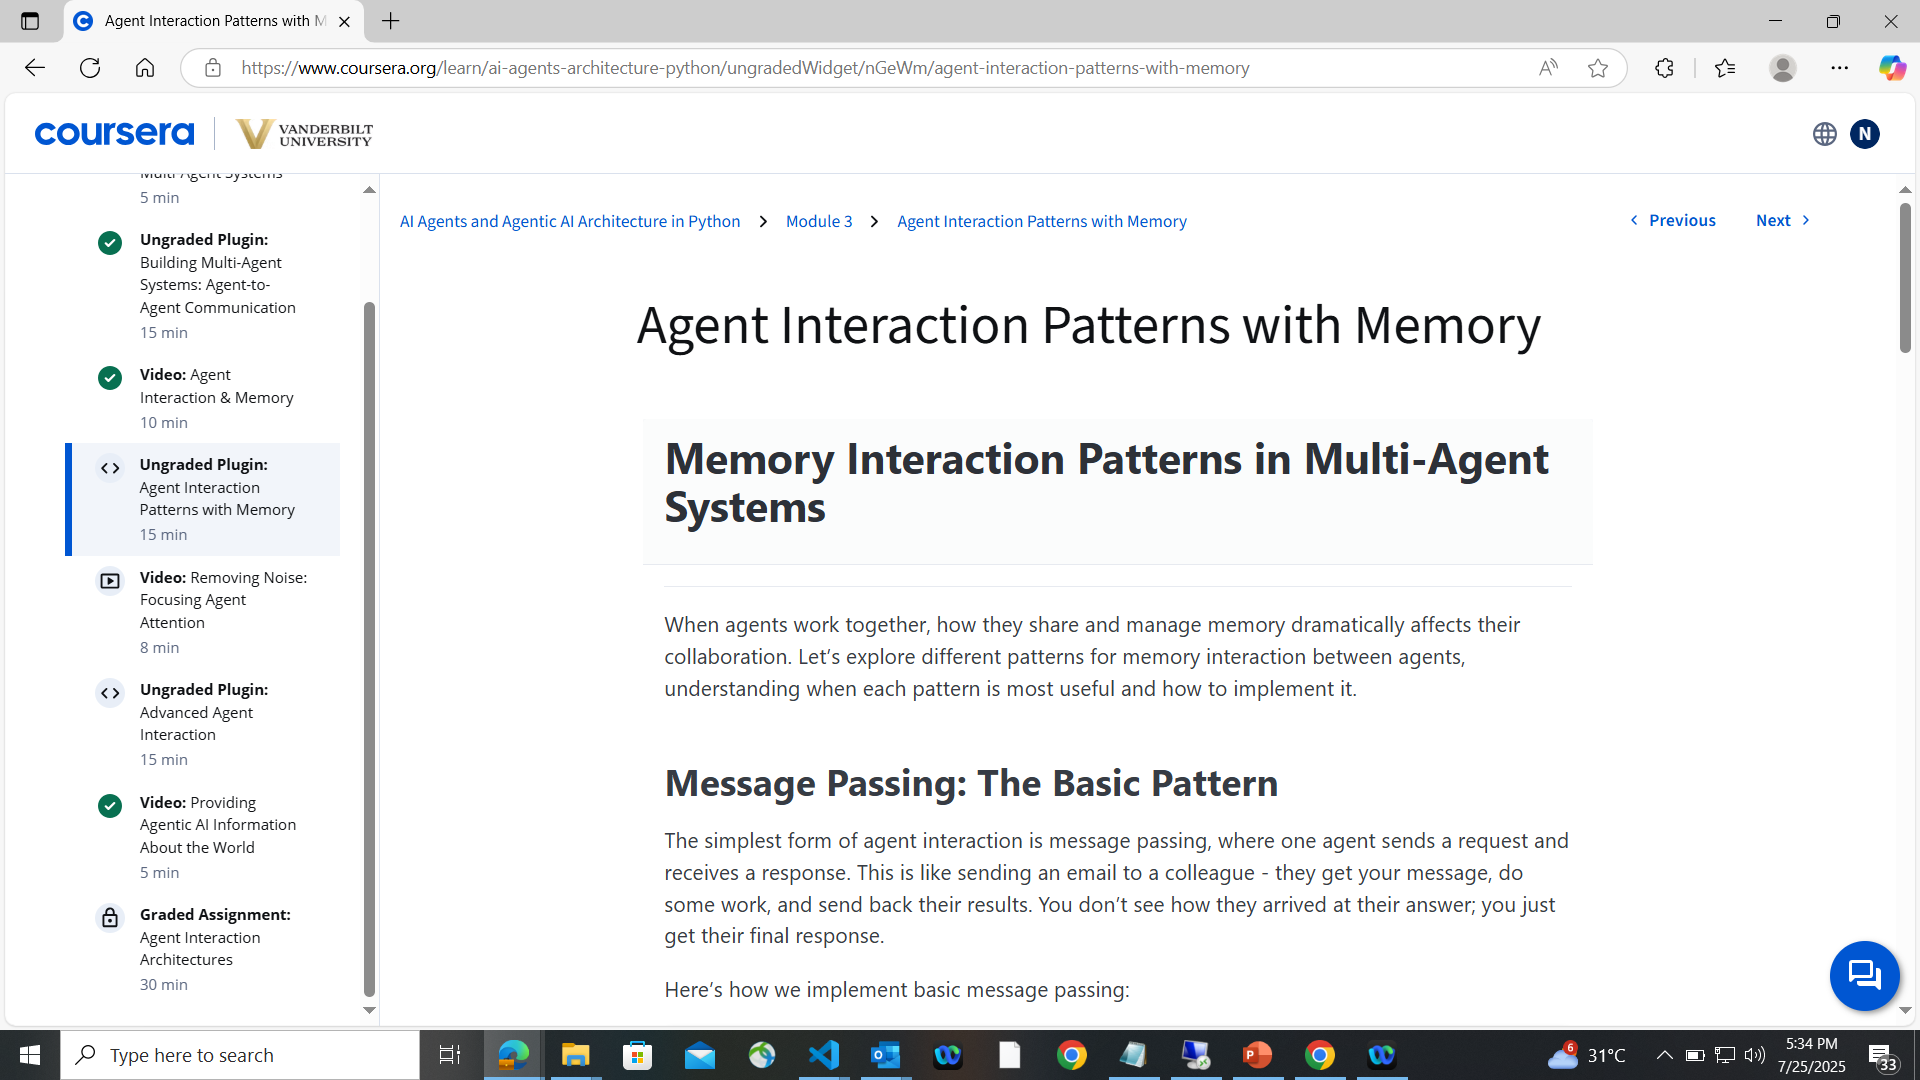 Agent Interaction Patterns with M
https://www.coursera.org/learn/ai-agents-architecture-python/ungradedWidget/nGeWm/agent-interaction-patterns-with-memory
coursera
VANDERBILT
UNIVERSITY
N
Multi-Agent Systems
5 min
Ungraded Plugin:
Building Multi-Agent
Systems: Agent-to-
Agent Communication
15 min
Video: Agent
Interaction & Memory
10 min
Ungraded Plugin:
Agent Interaction
Patterns with Memory
15 min
Video: Removing Noise:
Focusing Agent
Attention
8 min
Ungraded Plugin:
Advanced Agent
Interaction
15 min
Video: Providing
Agentic AI Information
About the World
5 min
Graded Assignment:
Agent Interaction
Architectures
30 min
AI Agents and Agentic AI Architecture in Python > Module 3 > Agent Interaction Patterns with Memory
Previous
Next
Agent Interaction Patterns with Memory
Memory Interaction Patterns in Multi-Agent
Systems
When agents work together, how they share and manage memory dramatically affects their
collaboration. Let’s explore different patterns for memory interaction between agents,
understanding when each pattern is most useful and how to implement it.
Message Passing: The Basic Pattern
The simplest form of agent interaction is message passing, where one agent sends a request and
receives a response. This is like sending an email to a colleague - they get your message, do
some work, and send back their results. You don’t see how they arrived at their answer; you just
get their final response.
Here’s how we implement basic message passing:
Type here to search
6
31°C
5:34 PM
7/25/2025
33